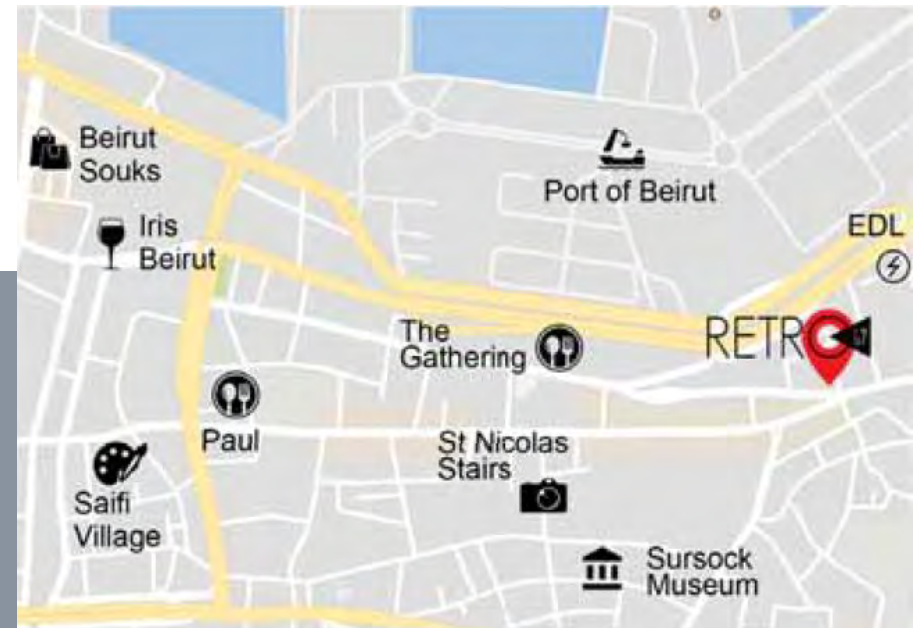 Beirut
Souks
Port of Beirut
Iris
Beirut
EDL
The
Gathering
RETRO
Paul
St Nicolas
Stairs
Saifi
Village
Sursock
Museum